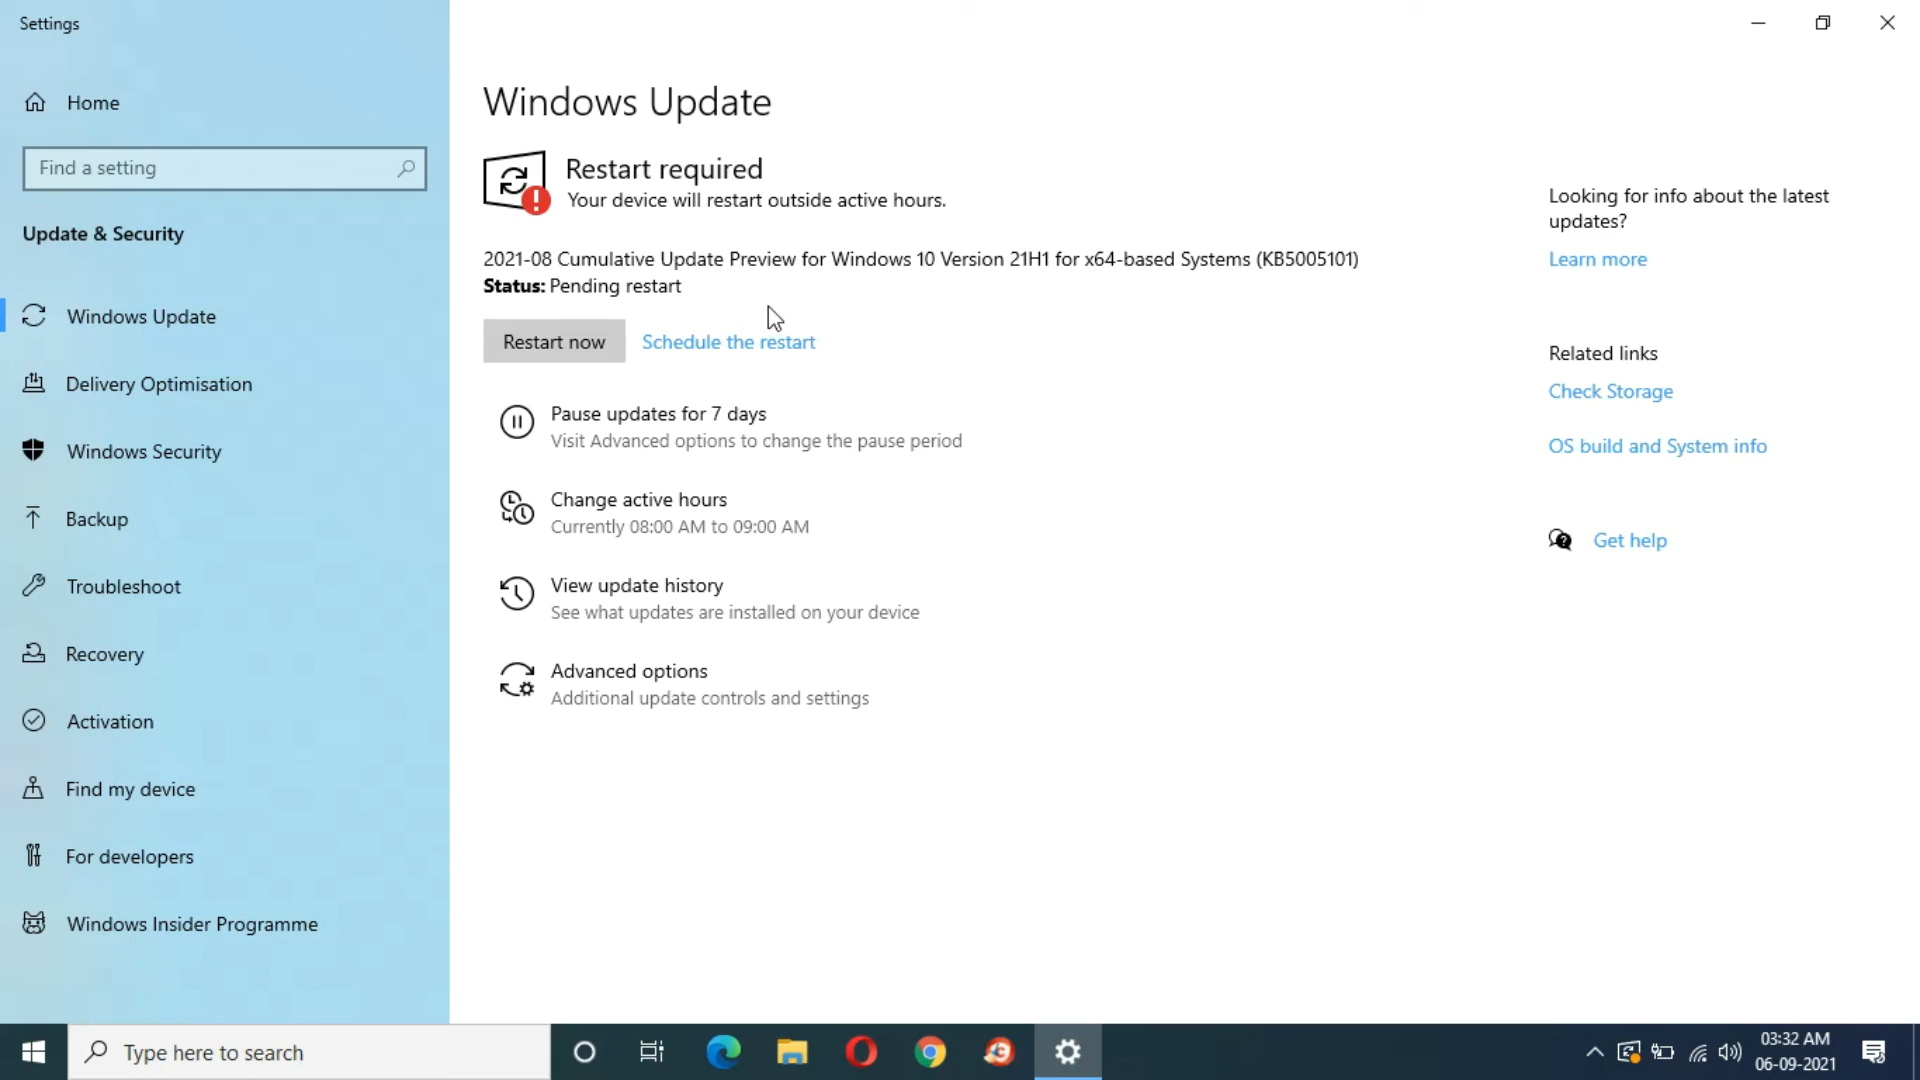 Settings
Home
Find a setting
Update & Security
Windows Update
Delivery Optimisation
Windows Security
Backup
Troubleshoot
Recovery
Activation
Find my device
For developers
Windows Insider Programme
Windows Update
Restart required
Your device will restart outside active hours.
2021-08 Cumulative Update Preview for Windows 10 Version 21H1 for x64-based Systems (KB5005101)
Status: Pending restart
Restart now
Schedule the restart
Pause updates for 7 days
Visit Advanced options to change the pause period
Change active hours
Currently 08:00 AM to 09:00 AM
View update history
See what updates are installed on your device
Advanced options
Additional update controls and settings
Looking for info about the latest
updates?
Learn more
Related links
Check Storage
OS build and System info
Get help
Type here to search
03:32 AM
06-09-2021